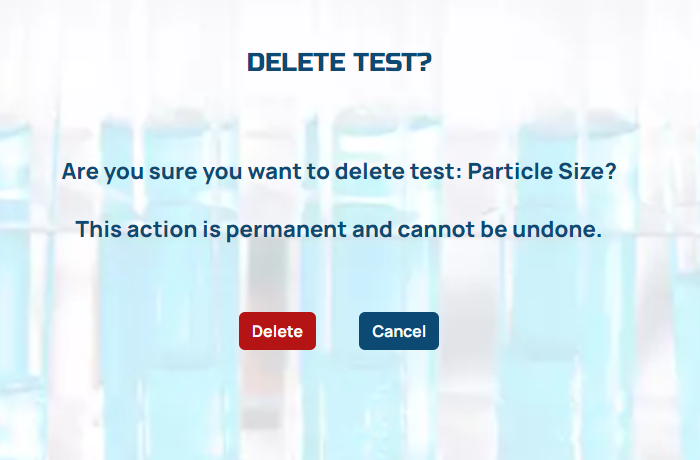 DELETE TEST?
Are you sure you want to delete test: Particle Size?
This action is permanent and cannot be undone.
Delete
Cancel